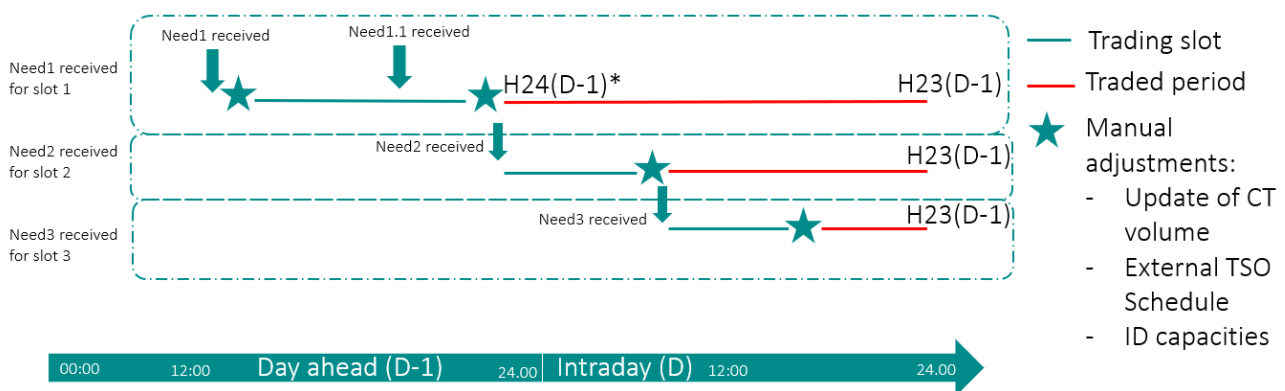 Need1 received
Need1.1 received
Need1 received
for slot 1
H24(D-1)*
H23(D-1)
Need2 received
Need2 received
for slot 2
H23(D-1)
Need3 received
Need3 received
for slot 3
H23(D-1)
Trading slot
Traded period
Manual
adjustments:
- Update of CT
volume
- External TSO
Schedule
- ID capacities
00:00
12:00
Day ahead (D-1)
24.00
Intraday (D)
12:00
24.00